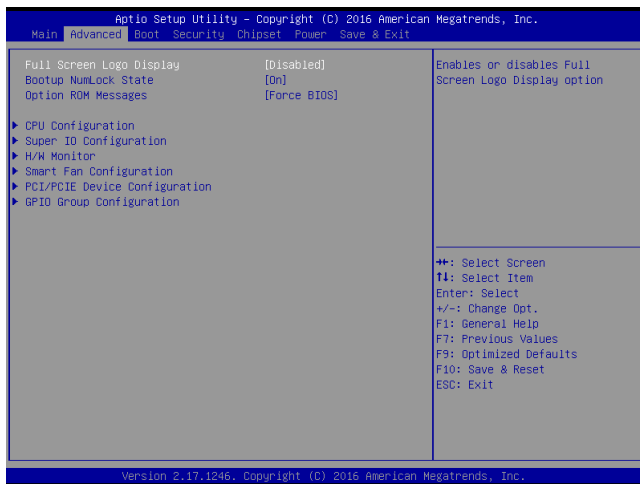 Aptio Setup Utility – Copyright (C) 2016 American Megatrends, Inc.
Main Advanced Boot Security Chipset Power Save & Exit
Full Screen Logo Display [Disabled]
Bootup NumLock State [On]
Option ROM Messages [Force BIOS]
▶ CPU Configuration
▶ Super IO Configuration
▶ H/W Monitor
▶ Smart Fan Configuration
▶ PCI/PCIE Device Configuration
▶ GPIO Group Configuration
Enables or disables Full
Screen Logo Display option
→←: Select Screen
↑↓: Select Item
Enter: Select
+/-: Change Opt.
F1: General Help
F7: Previous Values
F9: Optimized Defaults
F10: Save & Reset
ESC: Exit
Version 2.17.1246. Copyright (C) 2016 American Megatrends, Inc.